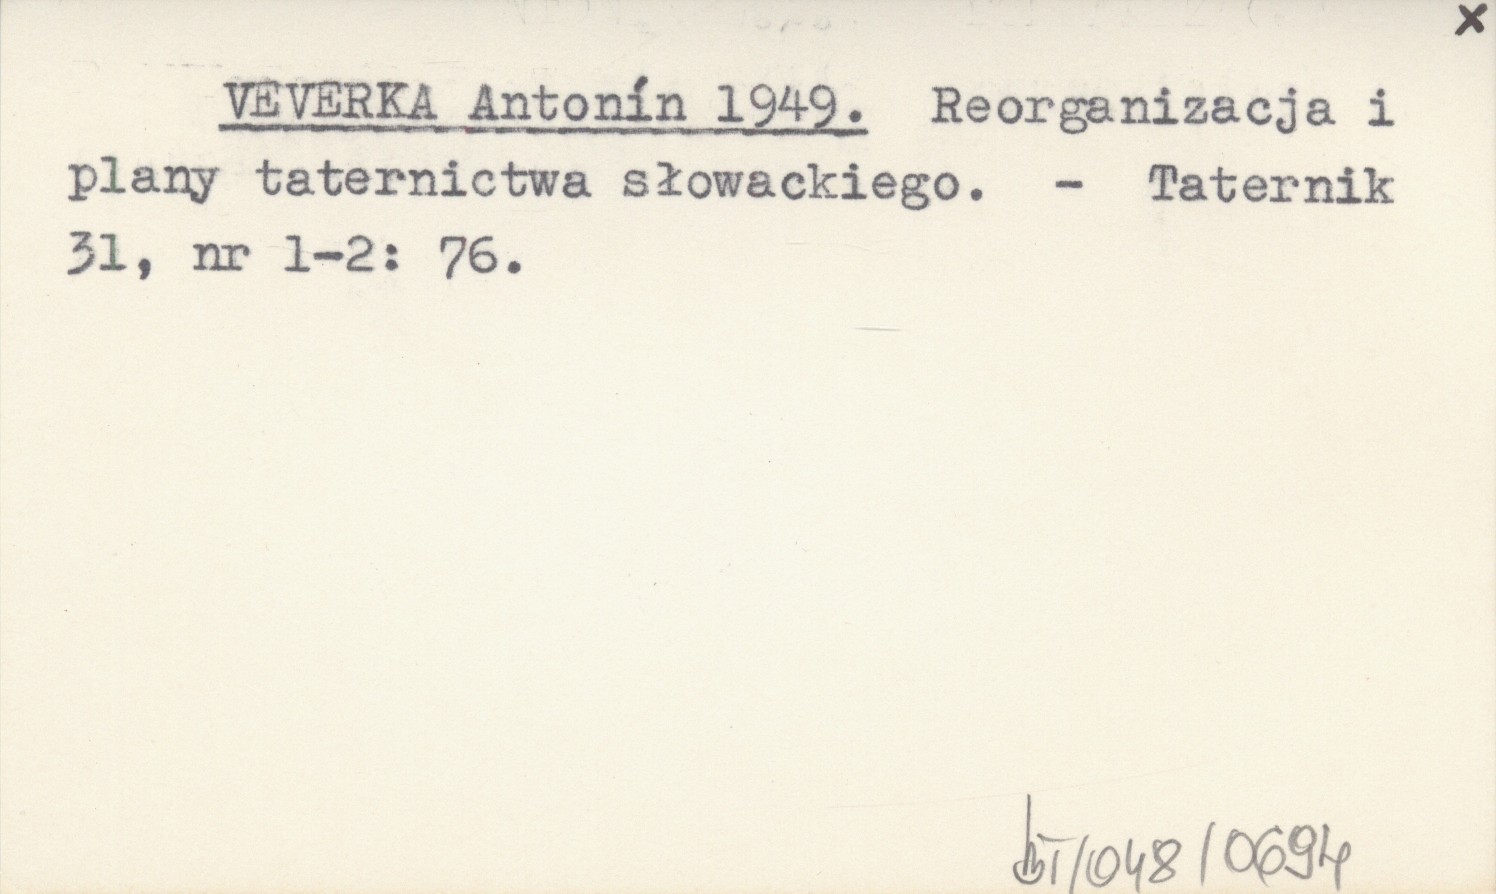 x
VEVERKA Antonín 1949. Reorganizacja i
plany taternictwa słowackiego. - Taternik
31, nr 1-2: 76.
bT/048/0694